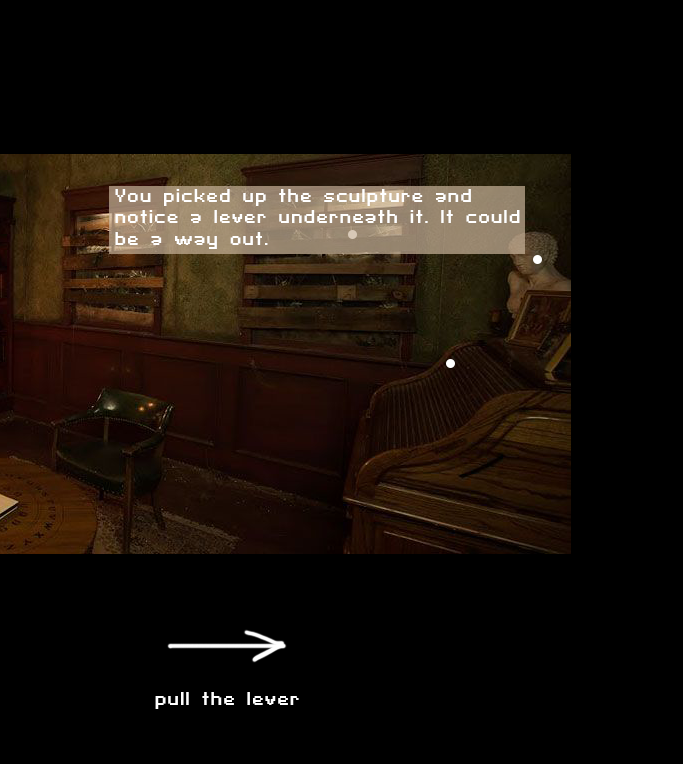 You picked up the sculpture and
notice a lever underneath it. It could
be a way out.
pull the lever